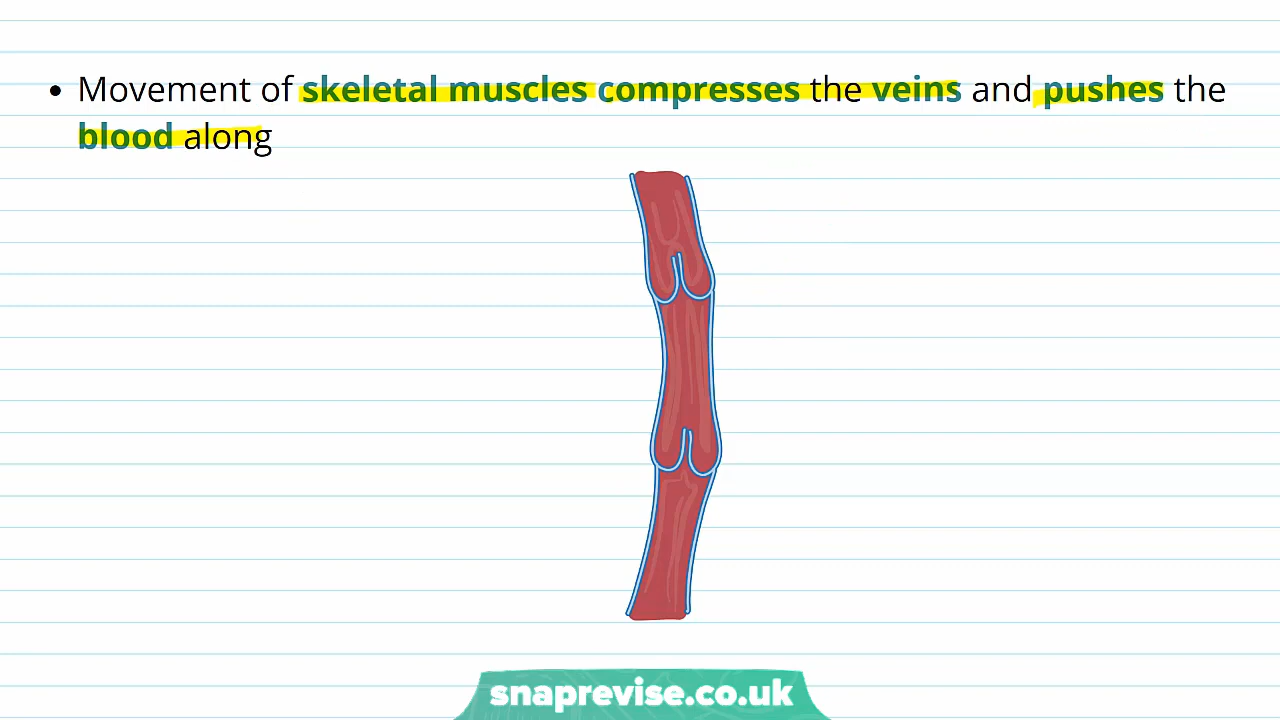 • Movement of skeletal muscles compresses the veins and pushes the
blood along
snaprevise.co.uk